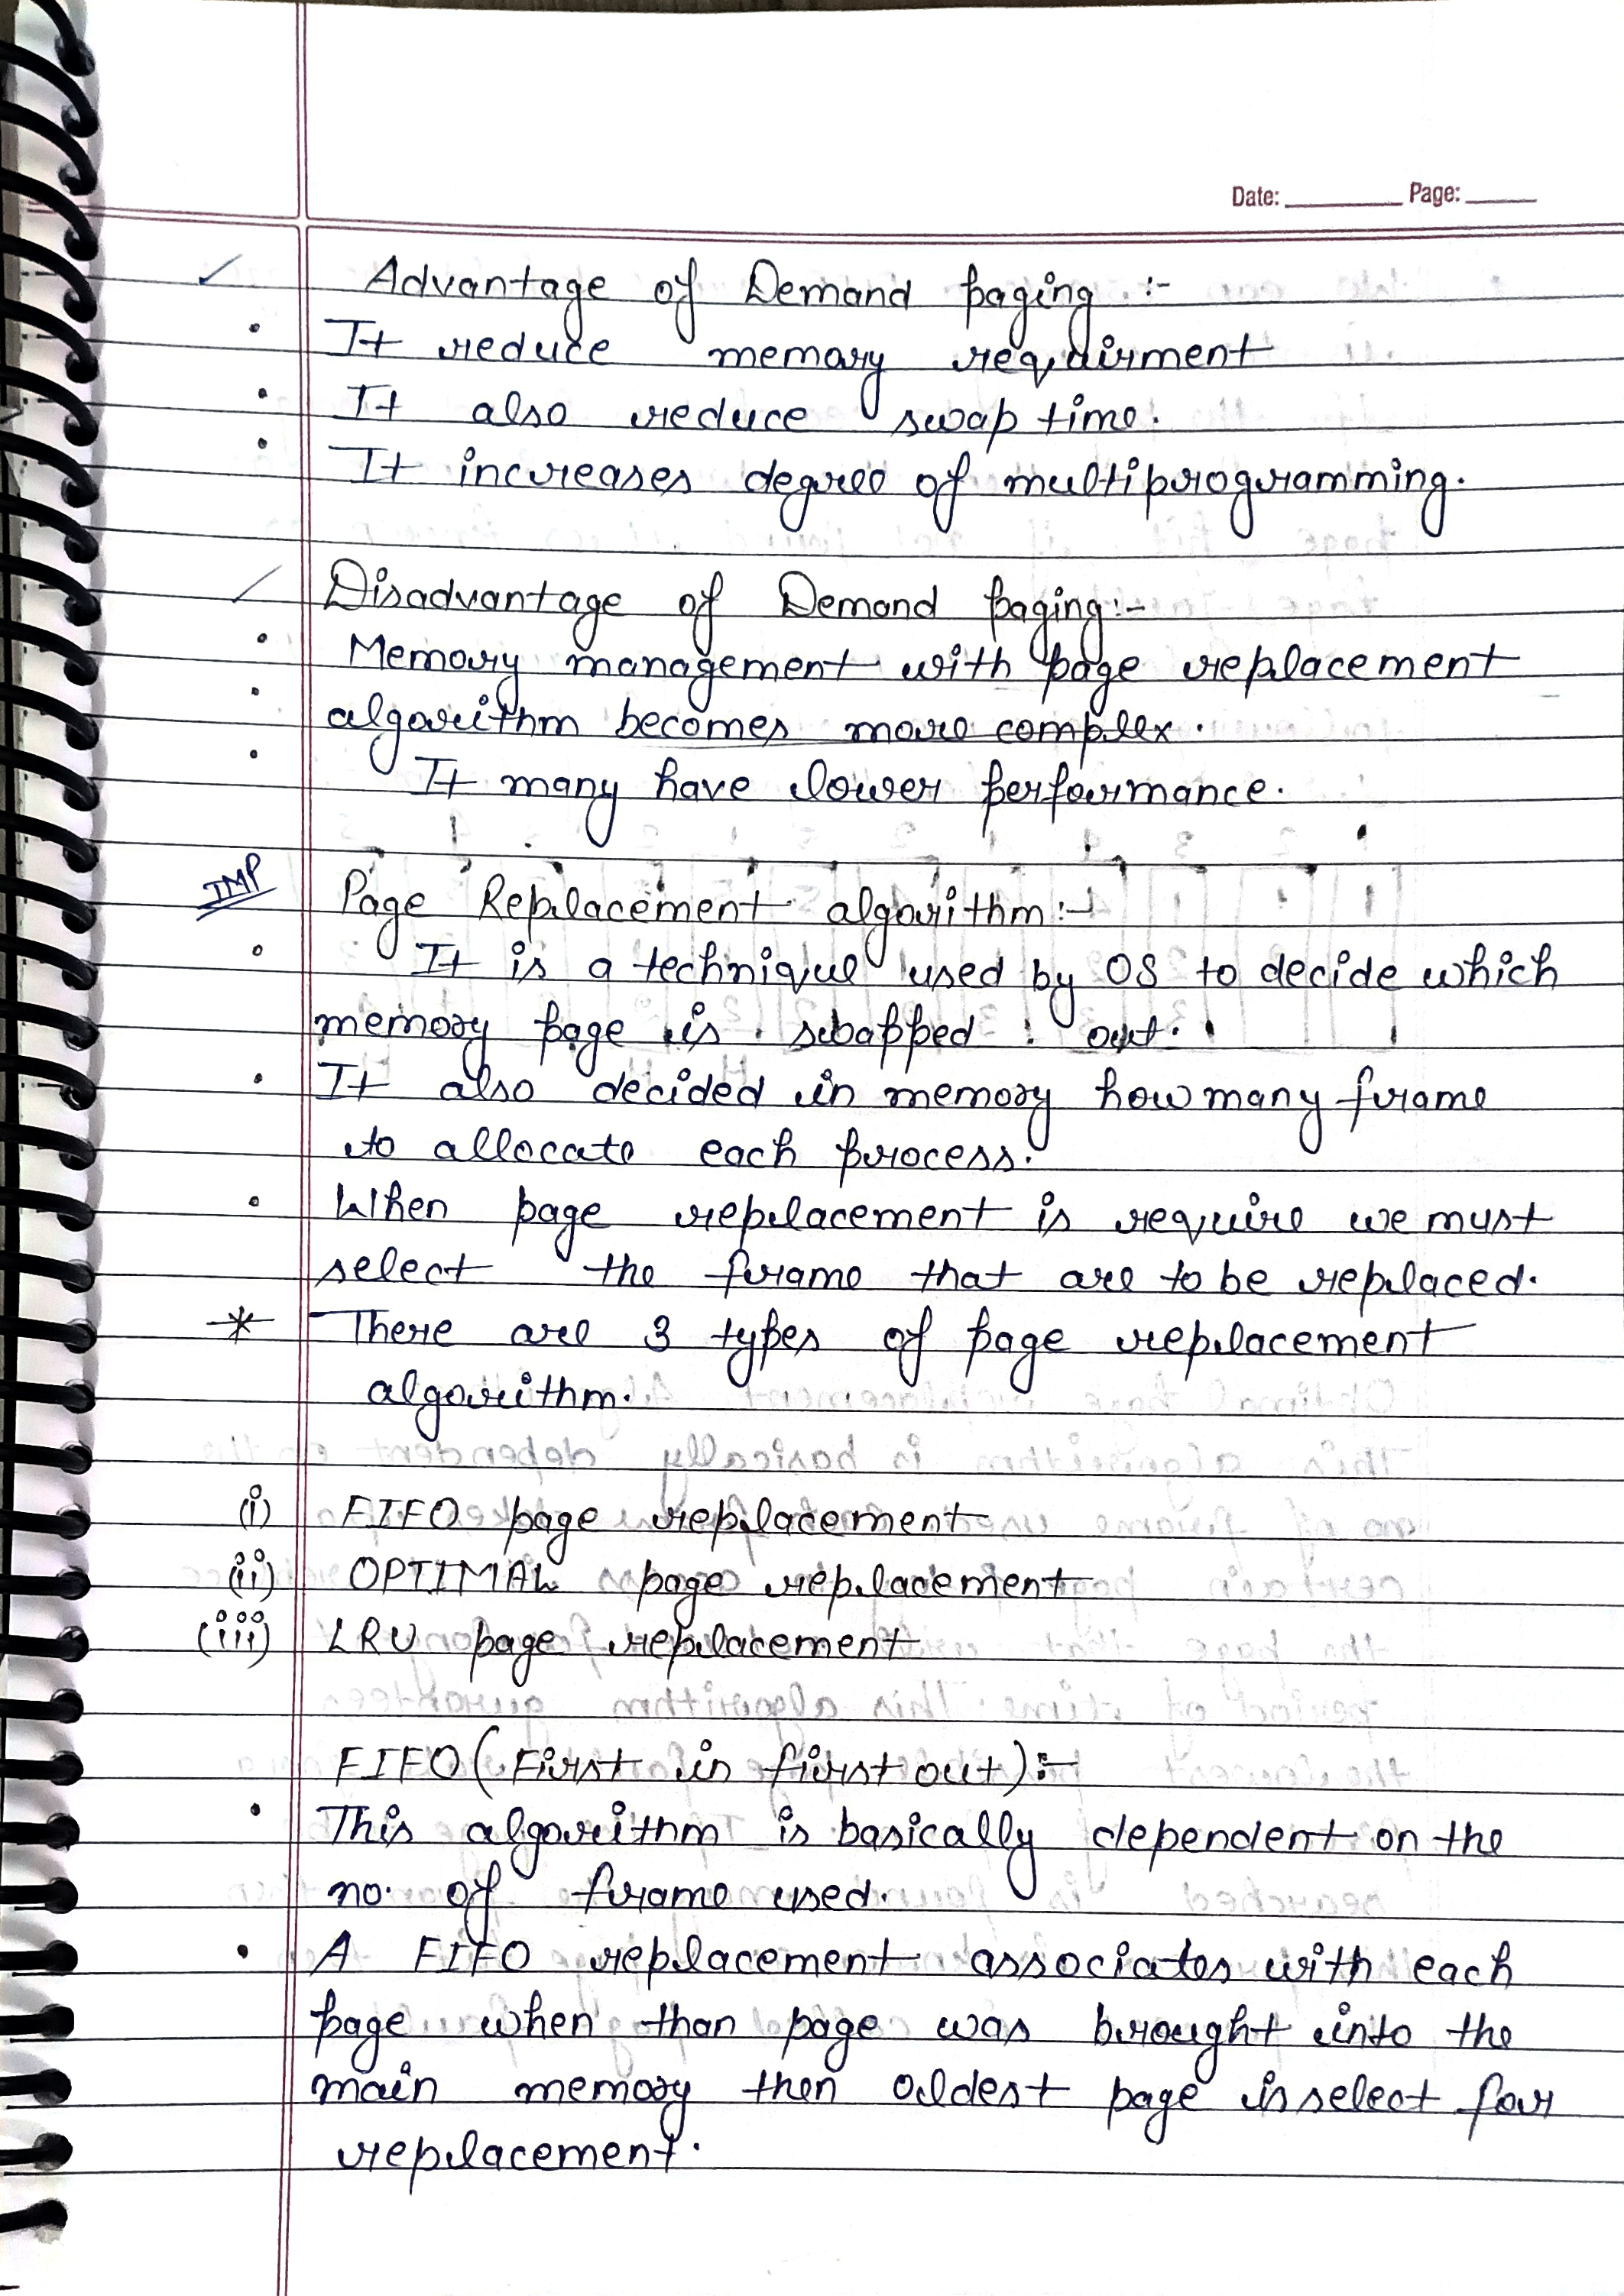 Date: Page:
✓ Advantage of Demand paging :-
• It reduce memary requirment
• It also reduce swap time.
• It increases degree of multiprogramming.
Disadvantage of Demand paging:-
• Memory management with page replacement
• algorithm becomes more complex.
• It many have lower performance.
IMP Page Replacement algorithm:-
• It is a technique used by OS to decide which
memory page is swapped out.
• It also decided in memory how many frame
to allocate each process.
• When page replacement is require we must
select the frame that are to be replaced.
* There are 3 types of page replacement
algorithm.
(i) FIFO page replacement
(ii) OPTIMAL page replacement
(iii) LRU page replacement
FIFO (First in first out):-
• This algorithm is basically dependent on the
no. of frame used.
• A FIFO replacement associates with each
page when than page was brought into the
main memory then oldest page is select for
replacement.